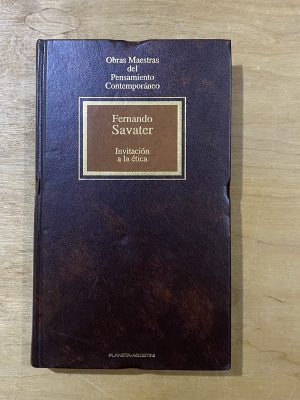 Obras Maestras
del
Pensamiento
Contemporáneo
Fernando
Savater
Invitación
a la ética
PLANETA-AGOSTINI